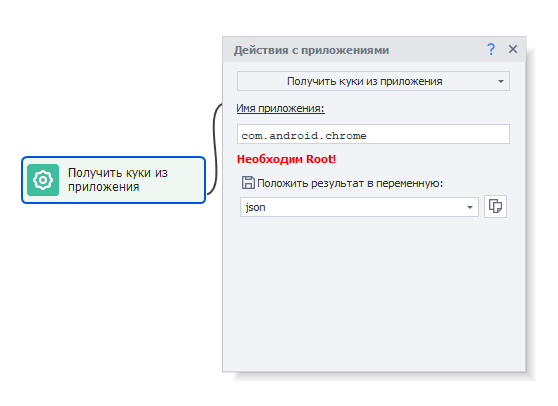 Действия с приложениями
?
Получить куки из приложения
Имя приложения:
com.android.chrome
Необходим Root!
Положить результат в переменную:
json
Получить куки из
приложения